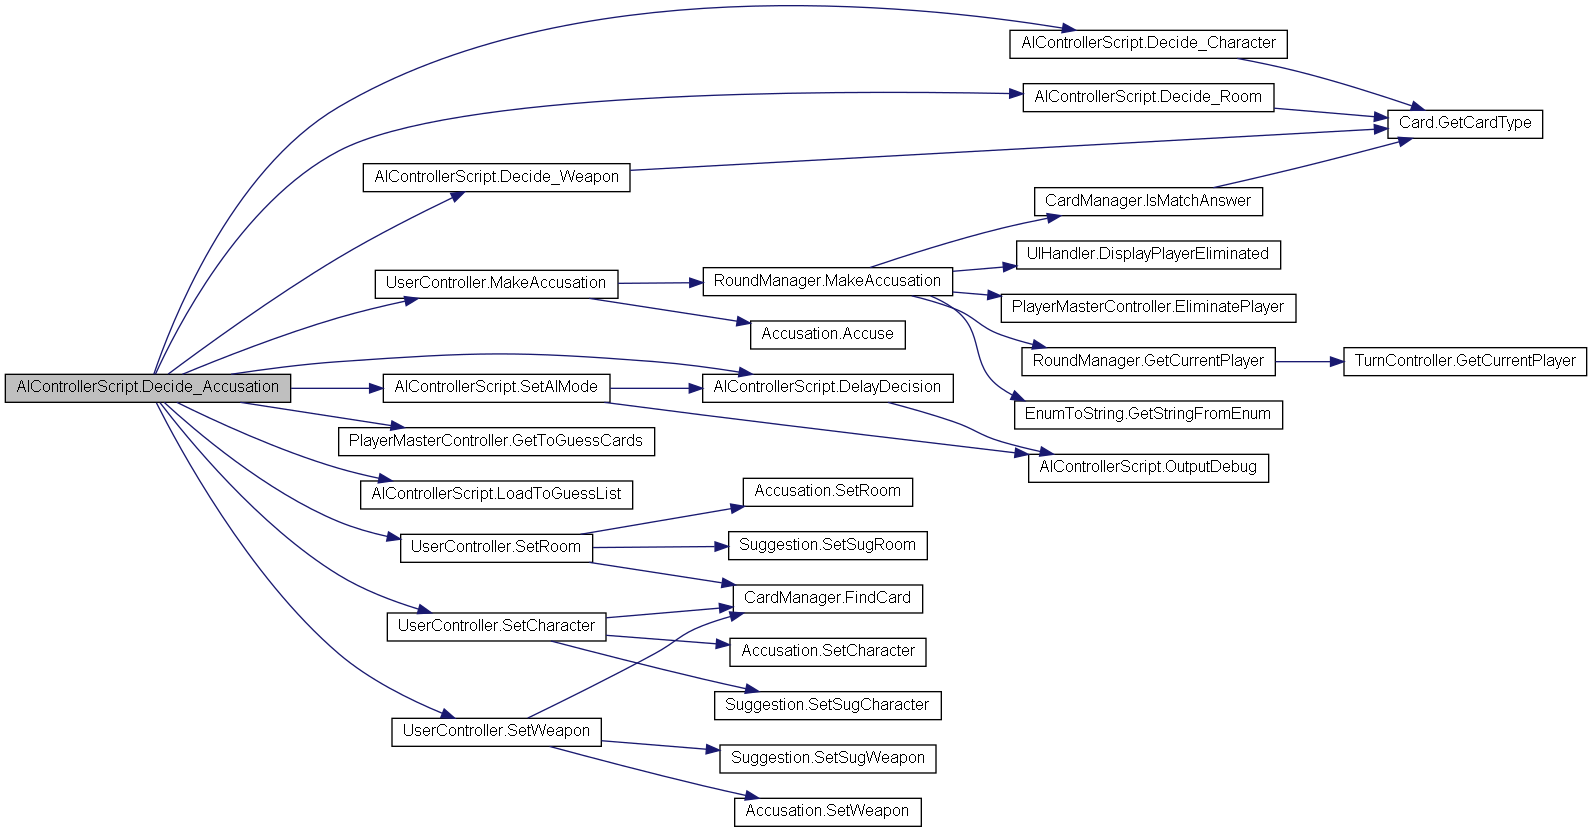 AIControllerScript.Decide_Accusation
AIControllerScript.Decide_Character
AIControllerScript.Decide_Room
Card.GetCardType
AIControllerScript.Decide_Weapon
CardManager.IsMatchAnswer
UIHandler.DisplayPlayerEliminated
UserController.MakeAccusation
RoundManager.MakeAccusation
PlayerMasterController.EliminatePlayer
Accusation.Accuse
RoundManager.GetCurrentPlayer
TurnController.GetCurrentPlayer
AIControllerScript.SetAIMode
AIControllerScript.DelayDecision
EnumToString.GetStringFromEnum
PlayerMasterController.GetToGuessCards
AIControllerScript.OutputDebug
AIControllerScript.LoadToGuessList
Accusation.SetRoom
UserController.SetRoom
Suggestion.SetSugRoom
CardManager.FindCard
UserController.SetCharacter
Accusation.SetCharacter
Suggestion.SetSugCharacter
UserController.SetWeapon
Suggestion.SetSugWeapon
Accusation.SetWeapon